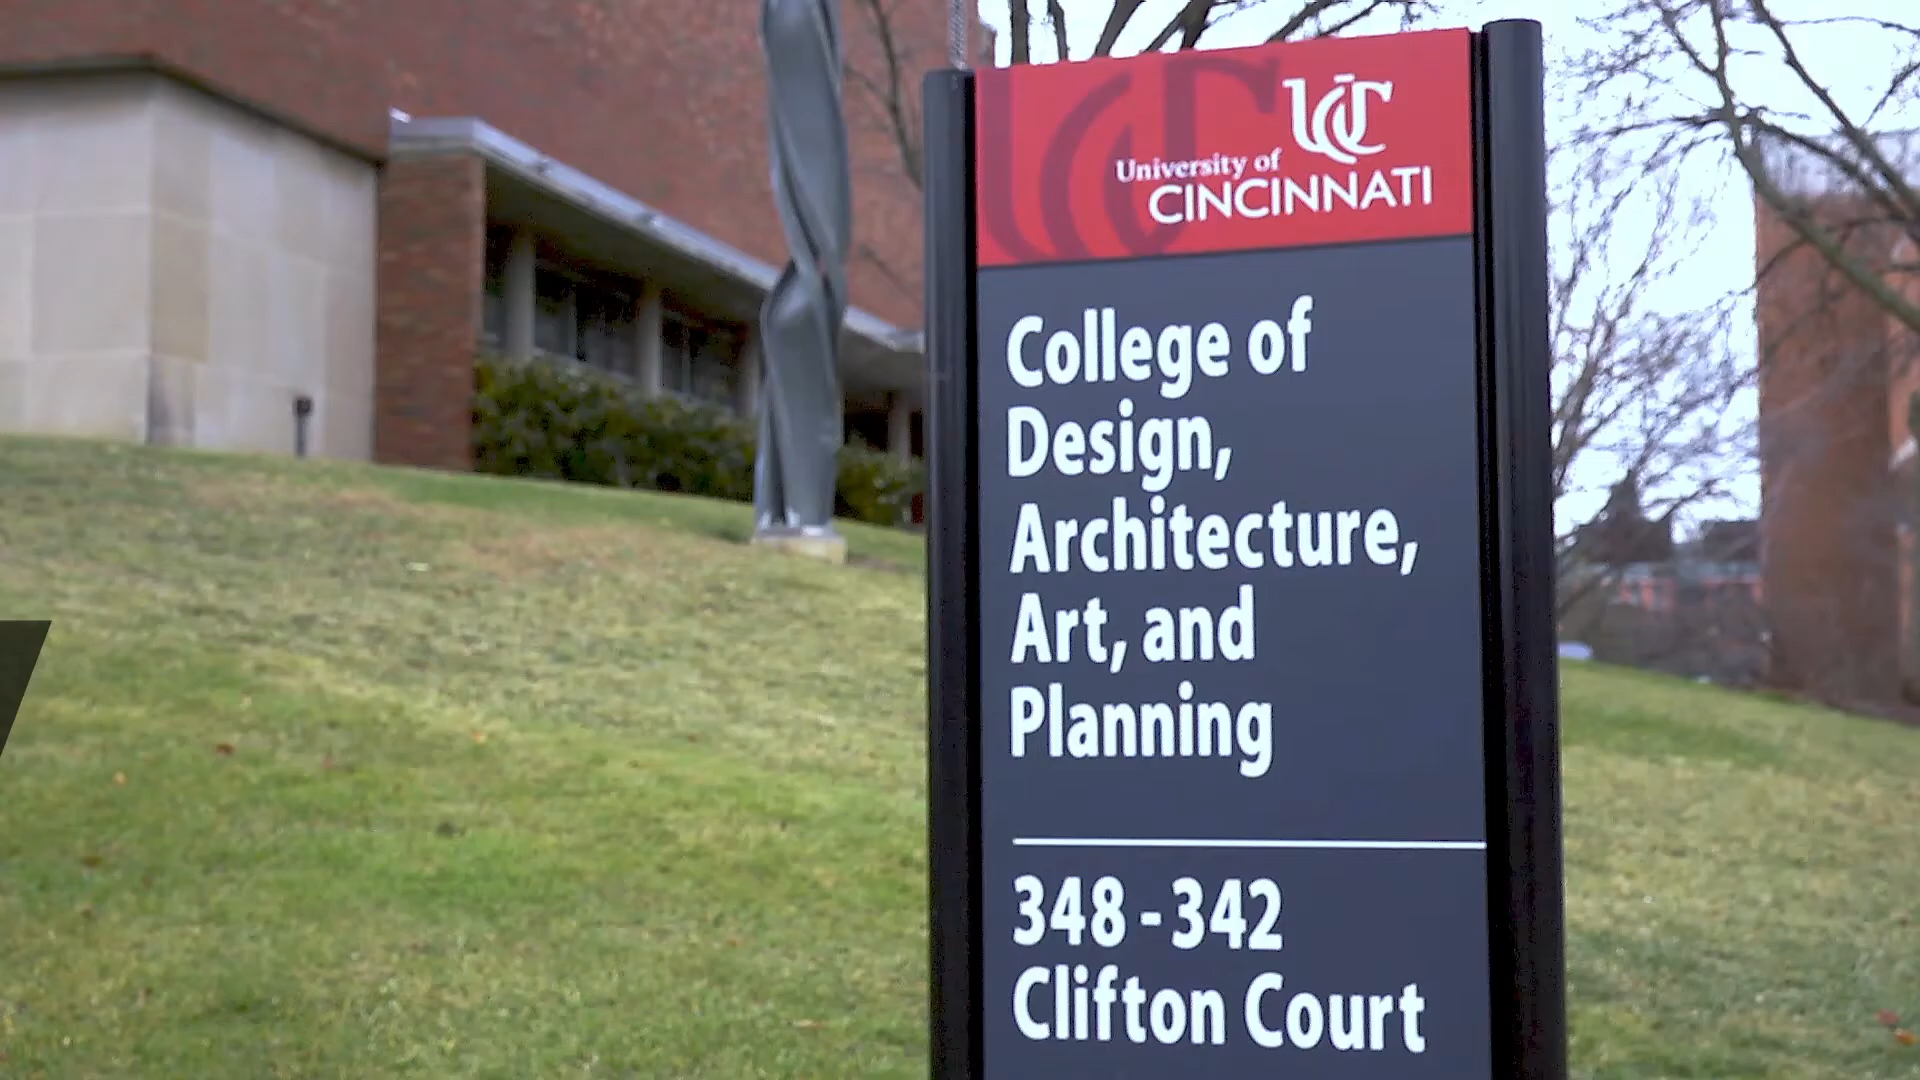 UC
University of
CINCINNATI
College of
Design,
Architecture,
Art, and
Planning
348-342
Clifton Court